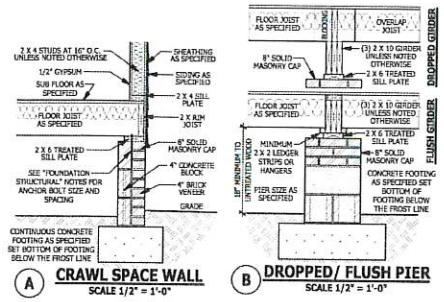 2 X 4 STUDS AT 16" O.C.
UNLESS NOTED OTHERWISE
1/2" GYPSUM
SUB FLOOR AS
SPECIFIED
FLOOR JOIST
AS SPECIFIED
2 X 6 TREATED
SILL PLATE
SEE "FOUNDATION
STRUCTURAL" NOTES FOR
ANCHOR BOLT SIZE
AND SPACING
CONTINUOUS CONCRETE
FOOTING AS SPECIFIED
SET BOTTOM OF FOOTING
BELOW THE FROST LINE
SHEATHING
AS SPECIFIED
SIDING AS
SPECIFIED
2 X 4 SILL
PLATE
2 X RIM
JOIST
8" SOLID
MASONRY CAP
4" CONCRETE
BLOCK
4" BRICK
VENEER
GRADE
A
CRAWL SPACE WALL
SCALE 1/2" = 1'-0"
FLOOR JOIST
AS SPECIFIED
BLOCKING
OVERLAP
JOIST
8" SOLID
MASONRY CAP
(3) 2 X 10 GIRDER
UNLESS NOTED
OTHERWISE
2 X 6 TREATED
SILL PLATE
DROPPED GIRDER
FLOOR JOIST
AS SPECIFIED
(3) 2X 10 GIRDER
UNLESS NOTED
OTHERWISE
2 X 6 TREATED
SILL PLATE
MINIMUM
2 X 2 LEDGER
STRIPS OR
HANGERS
8" SOLID
MASONRY CAP
PIER SIZE AS
SPECIFIED
CONCRETE FOOTING
AS SPECIFIED SET
BOTTOM OF
FOOTING BELOW
THE FROST LINE
FLUSH GIRDER
18" MINIMUM TO
UNTREATED WOOD
B
DROPPED/ FLUSH PIER
SCALE 1/2" = 1'-0"